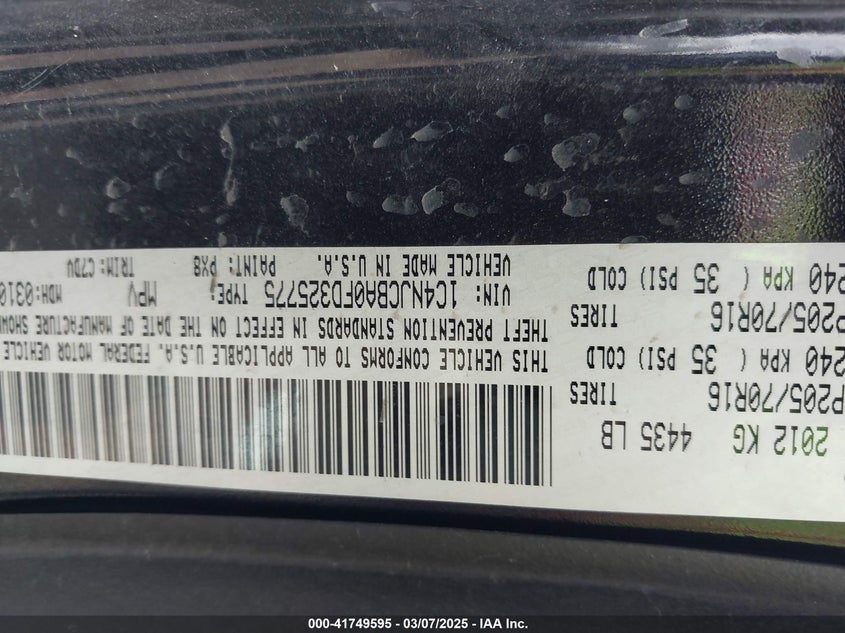 2012 KG 4435 LB
P205/70R16 TIRES
240 KPA ( 35 PSI) COLD
P205/70R16 TIRES
240 KPA ( 35 PSI) COLD
THIS VEHICLE CONFORMS TO ALL APPLICABLE U.S.A. FEDERAL MOTOR VEHICLE
THEFT PREVENTION STANDARDS IN EFFECT ON THE DATE OF MANUFACTURE SHOWN
VIN: 1C4NJCBA0FD325775 TYPE: MPV MDH: 0310
VEHICLE MADE IN U.S.A. PAINT: PX8 TRIM: C7DV
000-41749595 - 03/07/2025 - IAA Inc.